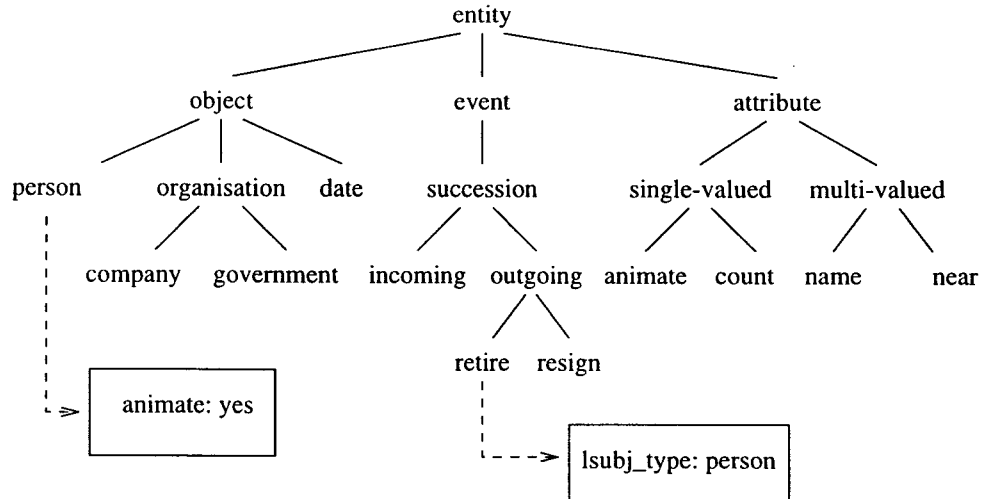 entity
object event attribute
person organisation date succession single-valued multi-valued
company government incoming outgoing animate count name near
retire resign
animate: yes
lsubj_type: person